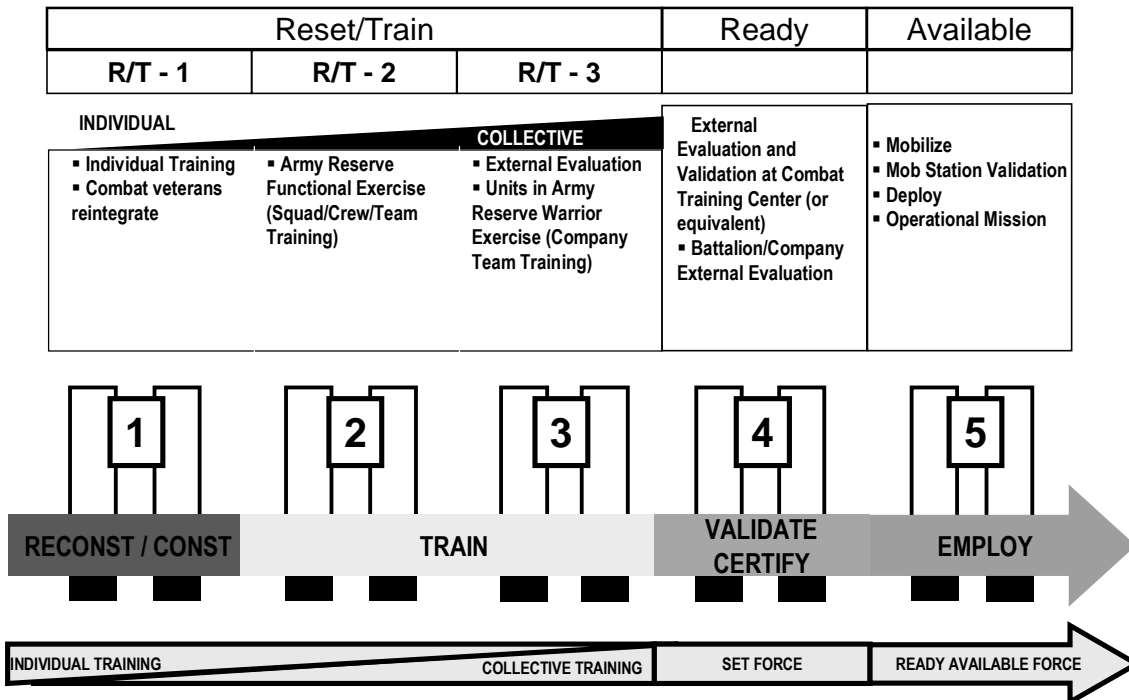 Reset/Train
Ready
Available
R/T - 1
R/T - 2
R/T - 3
INDIVIDUAL
COLLECTIVE
▪ Individual Training
▪ Combat veterans
reintegrate
▪ Army Reserve
Functional Exercise
(Squad/Crew/Team
Training)
▪ External Evaluation
▪ Units in Army
Reserve Warrior
Exercise (Company
Team Training)
External
Evaluation and
Validation at Combat
Training Center (or
equivalent)
▪ Battalion/Company
External Evaluation
▪ Mobilize
▪ Mob Station Validation
▪ Deploy
▪ Operational Mission
1
2
3
4
5
RECONST / CONST
TRAIN
VALIDATE
CERTIFY
EMPLOY
INDIVIDUAL TRAINING
COLLECTIVE TRAINING
SET FORCE
READY AVAILABLE FORCE